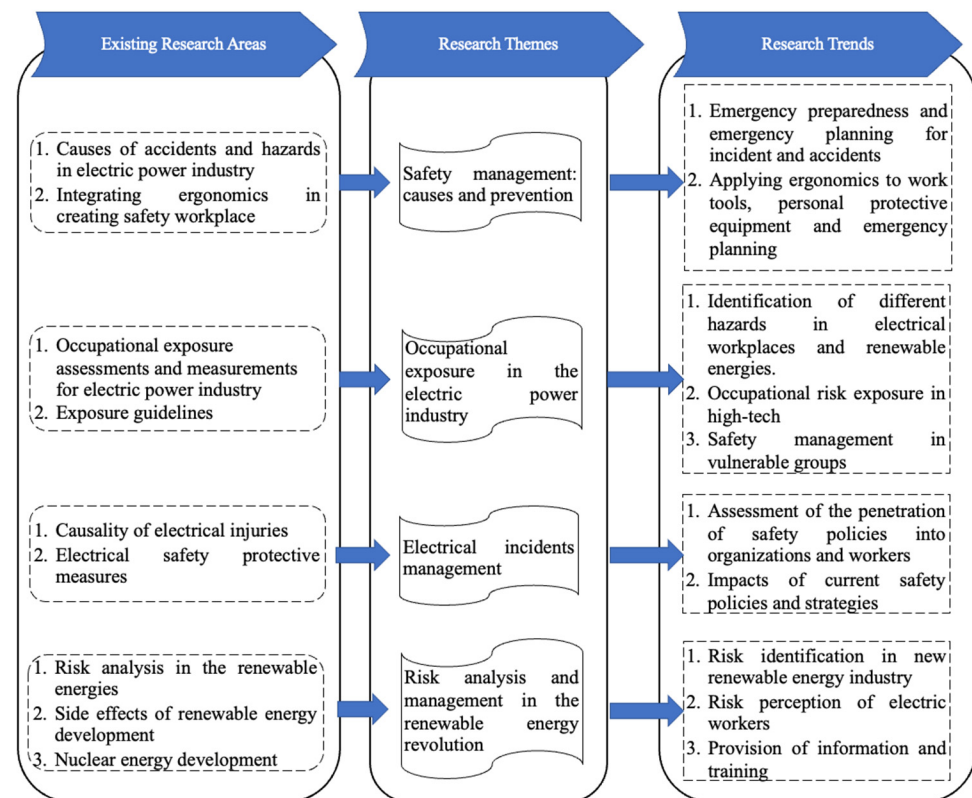 Existing Research Areas
Research Themes
Research Trends
1. Causes of accidents and hazards
in electric power industry
2. Integrating ergonomics in
creating safety workplace
Safety management:
causes and prevention
1. Emergency preparedness and
emergency planning for
incident and accidents
2. Applying ergonomics to work
tools, personal protective
equipment and emergency
planning
1. Occupational exposure
assessments and measurements
for electric power industry
2. Exposure guidelines
Occupational
exposure in the
electric power
industry
1. Identification of different
hazards in electrical
workplaces and renewable
energies.
2. Occupational risk exposure in
high-tech
3. Safety management in
vulnerable groups
1. Causality of electrical injuries
2. Electrical safety protective
measures
Electrical incidents
management
1. Assessment of the penetration
of safety policies into
organizations and workers
2. Impacts of current safety
policies and strategies
1. Risk analysis in the renewable
energies
2. Side effects of renewable energy
development
3. Nuclear energy development
Risk analysis and
management in the
renewable energy
revolution
1. Risk identification in new
renewable energy industry
2. Risk perception of electric
workers
3. Provision of information and
training